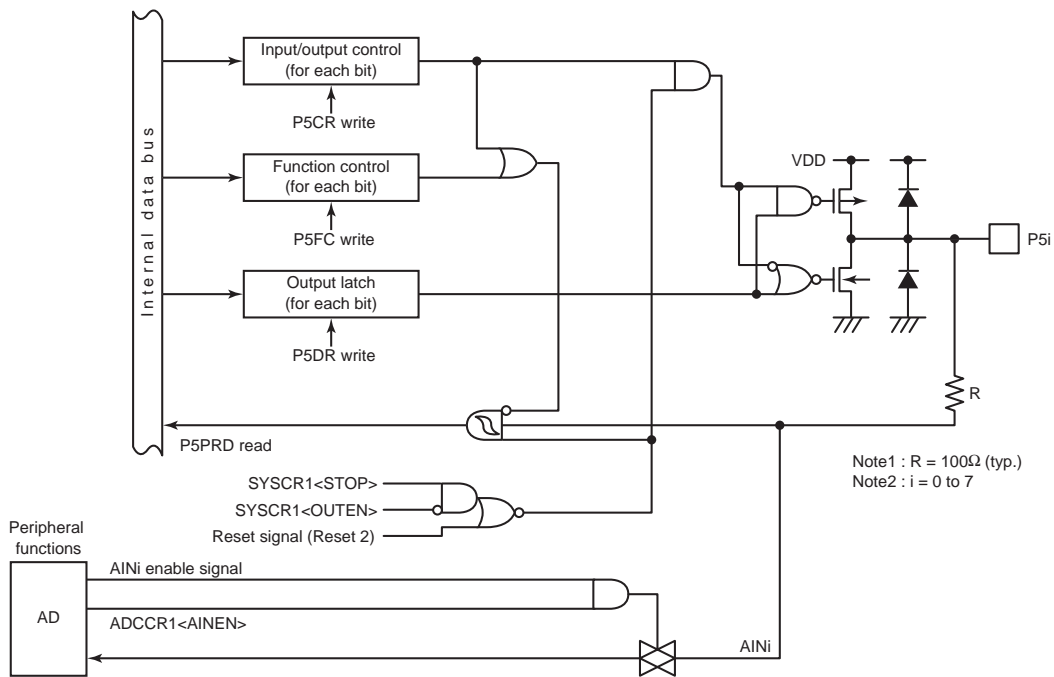 Internal data bus
Input/output control
(for each bit)
P5CR write
Function control
(for each bit)
P5FC write
Output latch
(for each bit)
P5DR write
VDD
P5i
R
P5PRD read
Note1 : R = 100Ω (typ.)
Note2 : i = 0 to 7
SYSCR1<STOP>
SYSCR1<OUTEN>
Reset signal (Reset 2)
Peripheral
functions
AD
AINi enable signal
ADCCR1<AINEN>
AINi